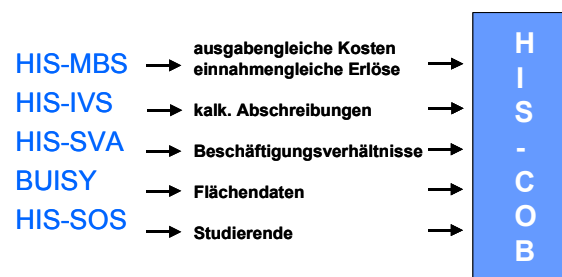 HIS-MBS
ausgabengleiche Kosten
einnahmengleiche Erlöse
HIS-IVS
kalk. Abschreibungen
HIS-SVA
Beschäftigungsverhältnisse
BUISY
Flächendaten
HIS-SOS
Studierende
H
I
S
-
C
O
B